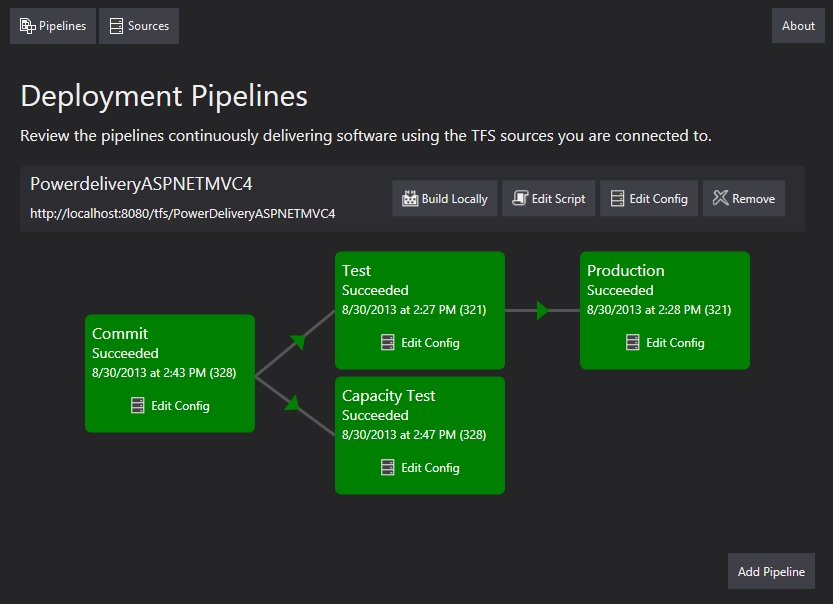 Pipelines
Sources
About
Deployment Pipelines
Review the pipelines continuously delivering software using the TFS sources you are connected to.
PowerdeliveryASPNETMVC4
http://localhost:8080/tfs/PowerDeliveryASPNETMVC4
Build Locally
Edit Script
Edit Config
Remove
Commit
Succeeded
8/30/2013 at 2:43 PM (328)
Edit Config
Test
Succeeded
8/30/2013 at 2:27 PM (321)
Edit Config
Capacity Test
Succeeded
8/30/2013 at 2:47 PM (328)
Edit Config
Production
Succeeded
8/30/2013 at 2:28 PM (321)
Edit Config
Add Pipeline